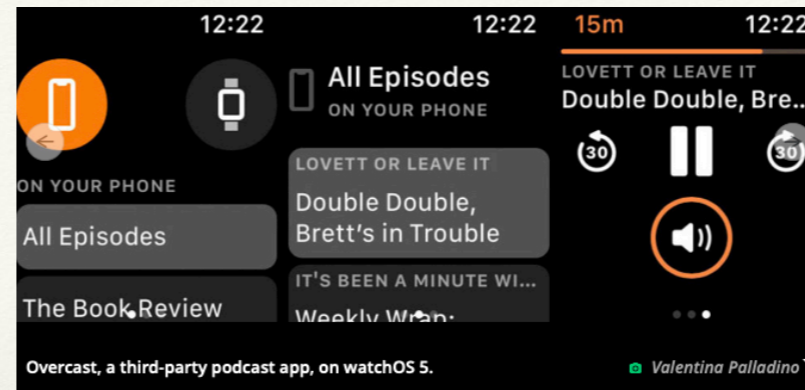 12:22
ON YOUR PHONE
All Episodes
The Book Review
12:22
All Episodes
ON YOUR PHONE
LOVETT OR LEAVE IT
Double Double,
Brett’s in Trouble
IT'S BEEN A MINUTE WI...
Weekly Wrap:
15m 12:22
LOVETT OR LEAVE IT
Double Double, Bre..
30 30
Overcast, a third-party podcast app, on watchOS 5.
Valentina Palladino